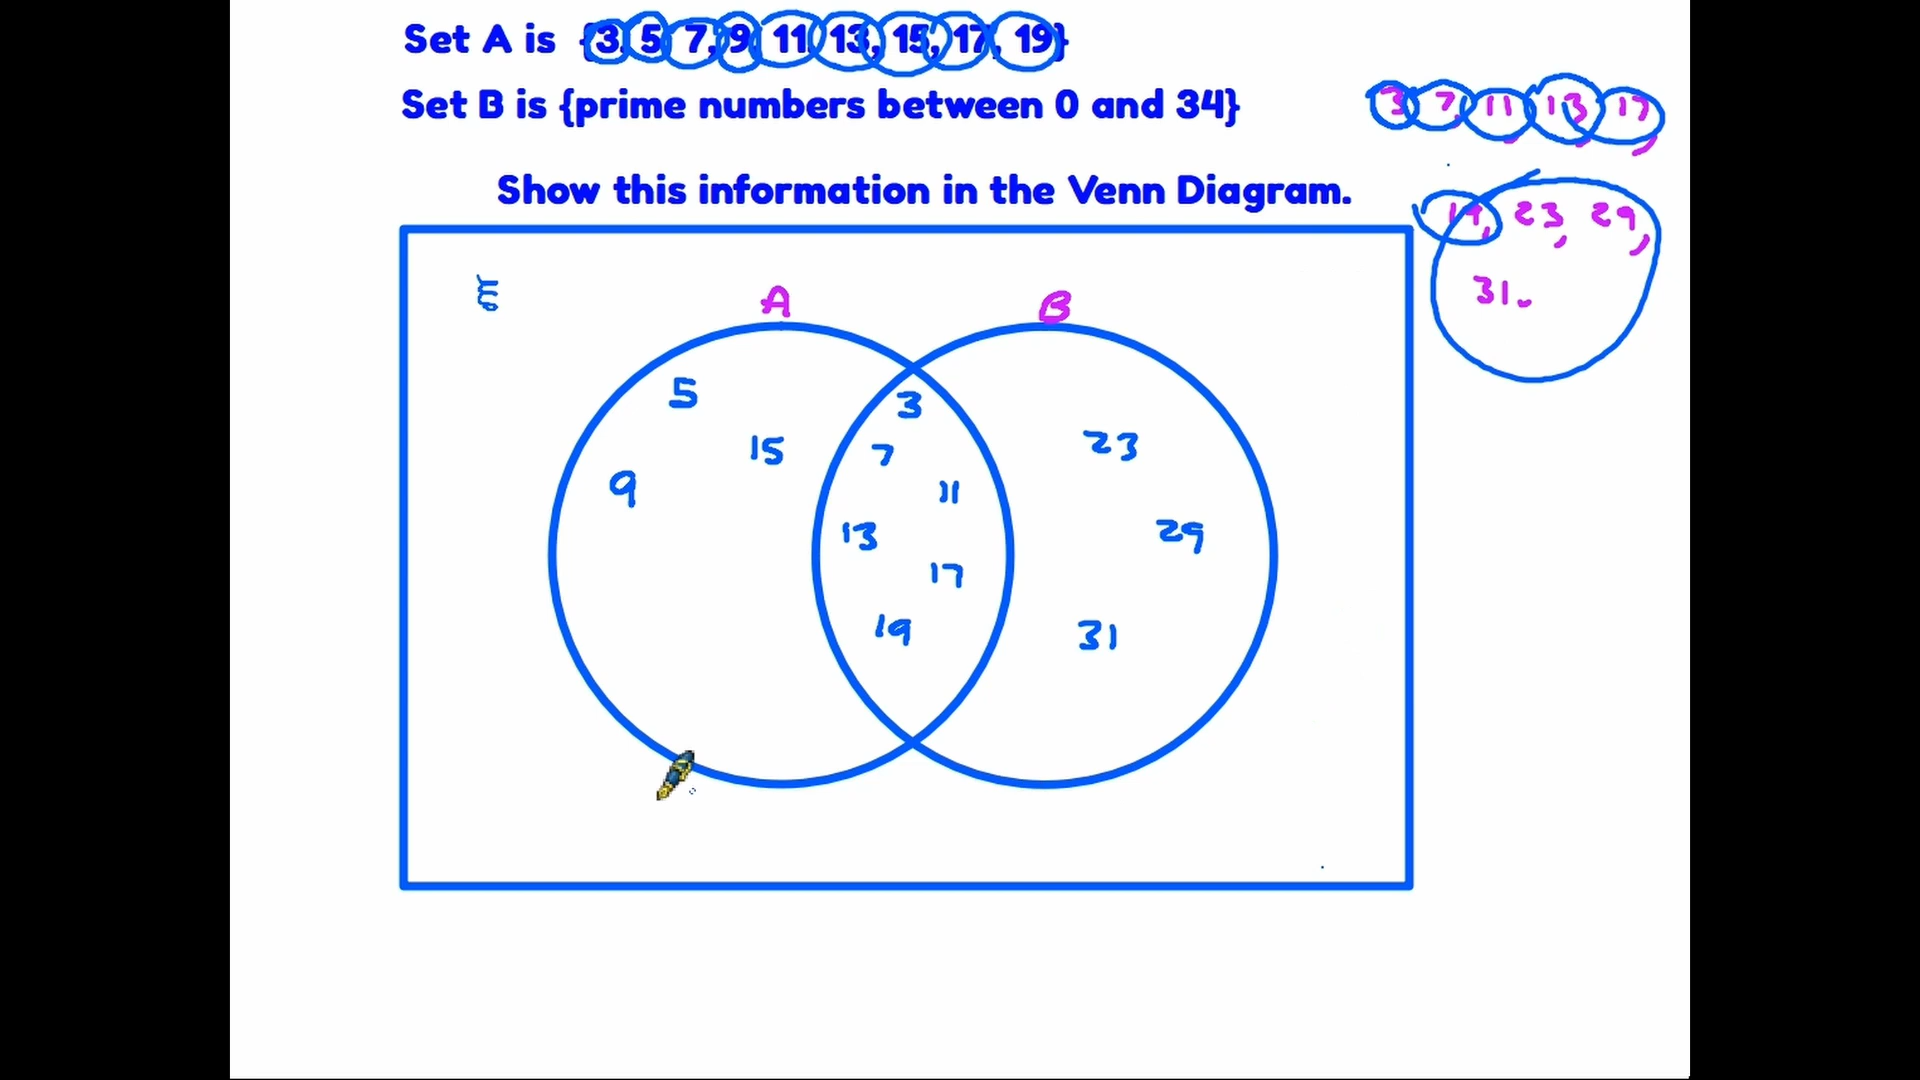 Set A is {3, 5, 7, 9, 11, 13, 15, 17, 19}
Set B is {prime numbers between 0 and 34}
3 7, 11, 13, 17,
Show this information in the Venn Diagram.
19, 23, 29,
31.
ξ
A B
5 3
15 7 23
9 11
13 29
17
19 31